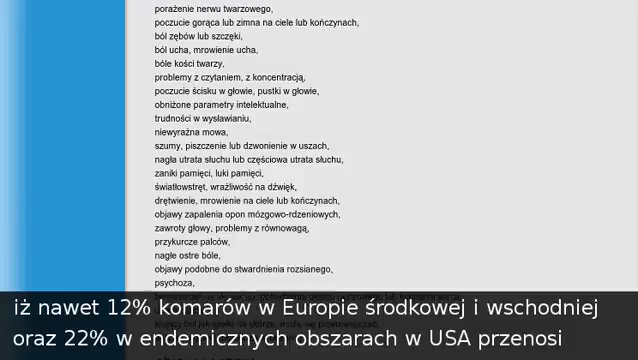 porażenie nerwu twarzowego,
poczucie gorąca lub zimna na ciele lub kończynach,
ból zębów lub szczęki,
ból ucha, mrowienie ucha,
bóle kości twarzy,
problemy z czytaniem, z koncentracją,
poczucie ścisku w głowie, pustki w głowie,
obniżone parametry intelektualne,
trudności w wysławianiu,
niewyraźna mowa,
szumy, piszczenie lub dzwonienie w uszach,
nagła utrata słuchu lub częściowa utrata słuchu,
zaniki pamięci, luki pamięci,
światłowstręt, wrażliwość na dźwięk,
drętwienie, mrowienie na ciele lub kończynach,
objawy zapalenia opon mózgowo-rdzeniowych,
zawroty głowy, problemy z równowagą,
przykurcze palców,
nagłe ostre bóle,
objawy podobne do stwardnienia rozsianego,
psychoza,
iż nawet 12% komarów w Europie środkowej i wschodniej
oraz 22% w endemicznych obszarach w USA przenosi